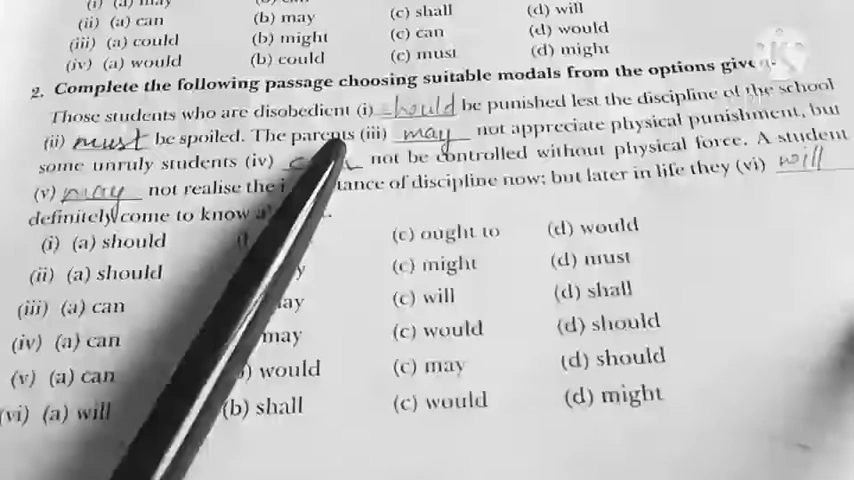 (ii) (a) can (b) may (c) shall (d) will
(iii) (a) could (b) might (c) can (d) would
(iv) (a) would (b) could (c) must (d) might
2. Complete the following passage choosing suitable modals from the options given
Those students who are disobedient (i) should be punished lest the discipline of the school
(ii) must be spoiled. The parents (iii) may not appreciate physical punishment, but
some unruly students (iv) not be controlled without physical force. A student
(v) may not realise the tance of discipline now; but later in life they (vi) will
definitely come to know
(i) (a) should (c) ought to (d) would
(ii) (a) should (c) might (d) must
(iii) (a) can (c) will (d) shall
(iv) (a) can may (c) would (d) should
(v) (a) can would (c) may (d) should
(vi) (a) will (b) shall (c) would (d) might